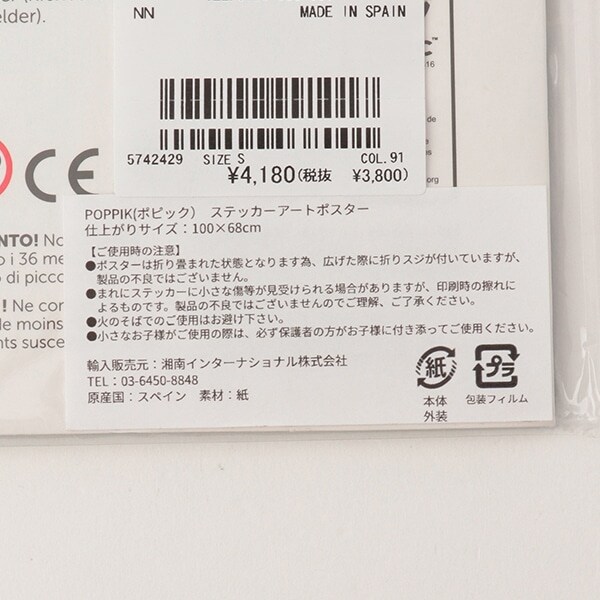 elder).
NN MADE IN SPAIN
16
CE
.org
5742429 SIZE S COL.91
¥4,180(税抜 ¥3,800)
NTO! No
o i 36 me
o di picco
! Ne con
de moins
nts susce
POPPIK(ポピック) ステッカーアートポスター
仕上がりサイズ：100×68cm
【ご使用時の注意】
●ポスターは折り畳まれた状態となります為、広げた際に折りスジが付いていますが、
製品の不良ではございません。
●まれにステッカーに小さな傷等が見受けられる場合がありますが、印刷時の擦れに
よるものです。製品の不良ではございませんのでご理解、ご了承ください。
●火のそばでのご使用はお避け下さい。
●小さなお子様がご使用の際は、必ず保護者の方がお子様に付き添ってご使用ください。
輸入販売元：湘南インターナショナル株式会社
TEL：03-6450-8848
原産国：スペイン 素材：紙
紙 プラ
本体 包装フィルム
外装